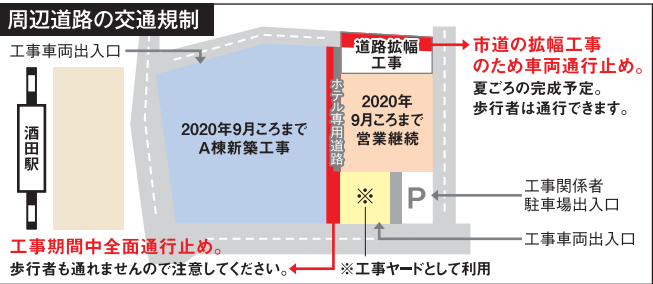 周辺道路の交通規制
工事車両出入口
道路拡幅
工事
市道の拡幅工事
のため車両通行止め。
夏ごろの完成予定。
歩行者は通行できます。
酒田駅
2020年9月ころまで
A棟新築工事
ホテル専用道路
2020年
9月ころまで
営業継続
※
P
工事関係者
駐車場出入口
工事車両出入口
工事期間中全面通行止め。
歩行者も通れませんので注意してください。
※工事ヤードとして利用